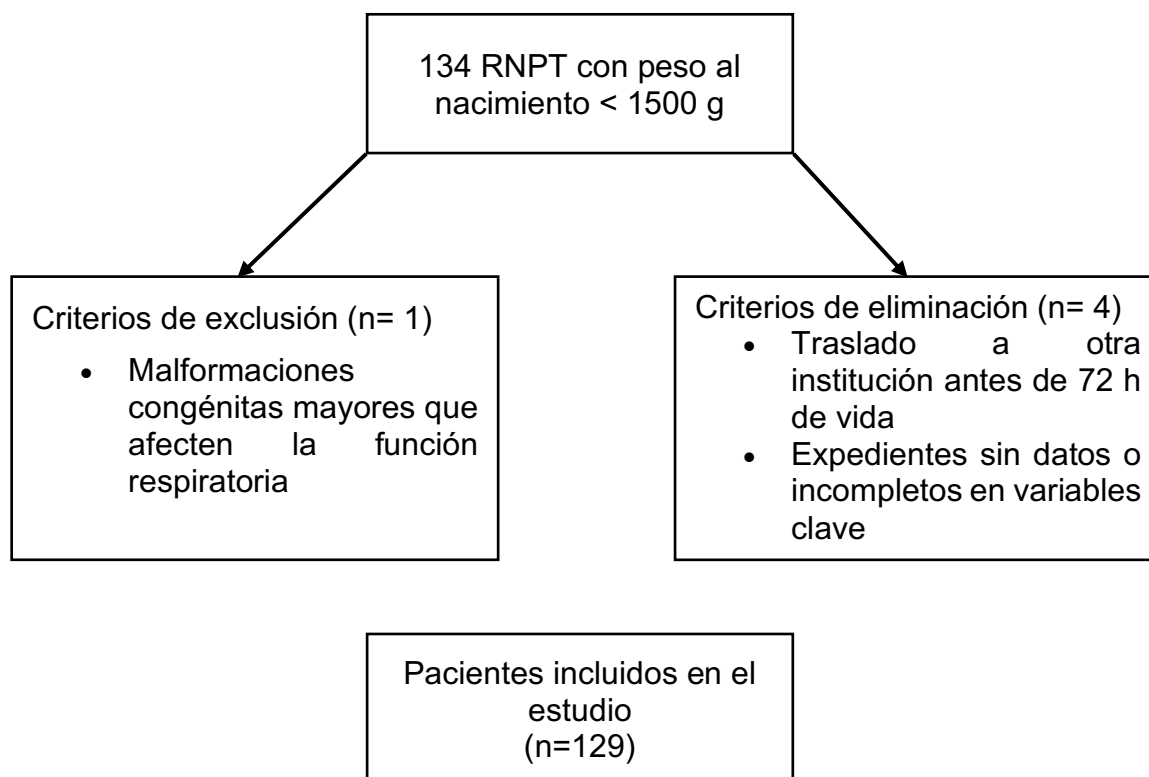 134 RNPT con peso al
nacimiento < 1500 g
Criterios de exclusión (n= 1)
• Malformaciones
congénitas mayores que
afecten la función
respiratoria
Criterios de eliminación (n= 4)
• Traslado a otra
institución antes de 72 h
de vida
• Expedientes sin datos o
incompletos en variables
clave
Pacientes incluidos en el
estudio
(n=129)